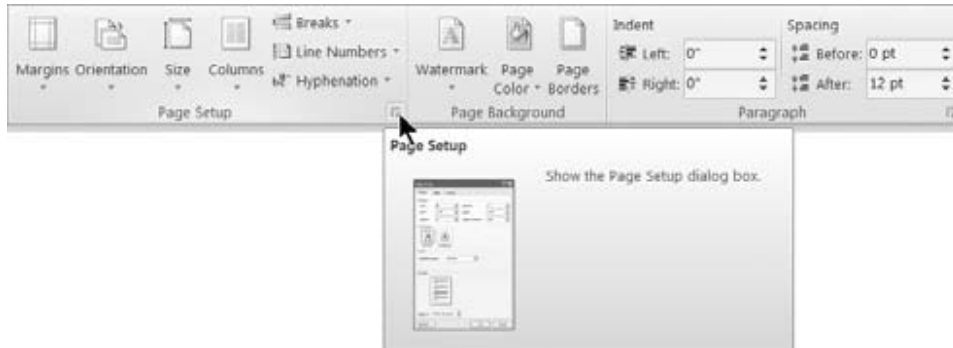 Breaks
Line Numbers
Hyphenation
Margins Orientation Size Columns
Page Setup
Watermark Page Color Page Borders
Page Background
Indent
Left: 0"
Right: 0"
Spacing
Before: 0 pt
After: 12 pt
Paragraph
Page Setup
Show the Page Setup dialog box.